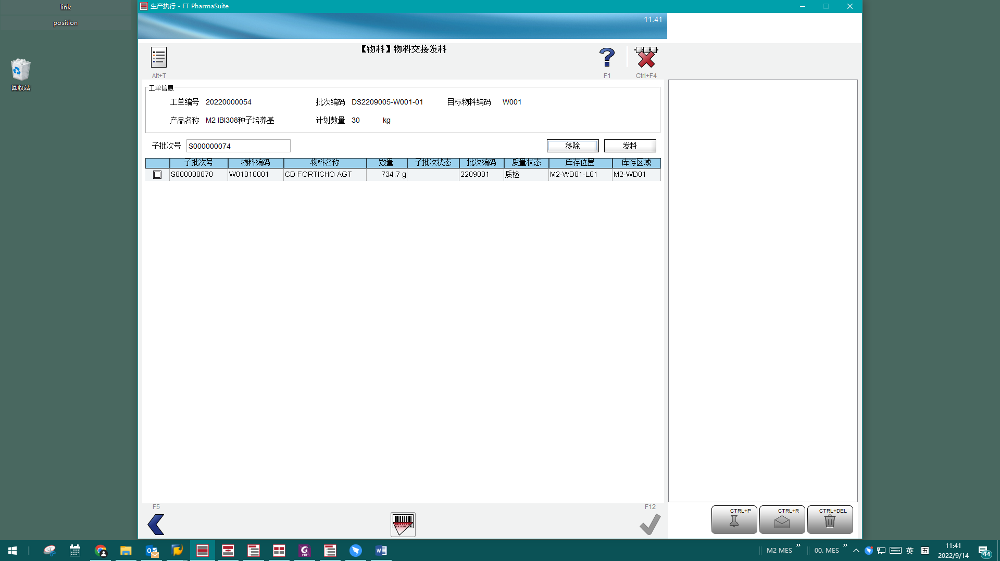 link
position
回收站
生产执行 - FT PharmaSuite
11:41
【物料】物料交接发料
Alt+T
F1
Ctrl+F4
工单信息
工单编号 20220000054 批次编码 DS2209005-W001-01 目标物料编码 W001
产品名称 M2 IBI308种子培养基 计划数量 30 kg
子批次号 S000000074 移除 发料
子批次号 物料编码 物料名称 数量 子批次状态 批次编码 质量状态 库存位置 库存区域
S000000070 W01010001 CD FORTICHO AGT 734.7 g 2209001 质检 M2-WD01-L01 M2-WD01
F5
F12
CTRL+P
CTRL+R
CTRL+DEL
M2 MES
00. MES
英
五
11:41
2022/9/14
44